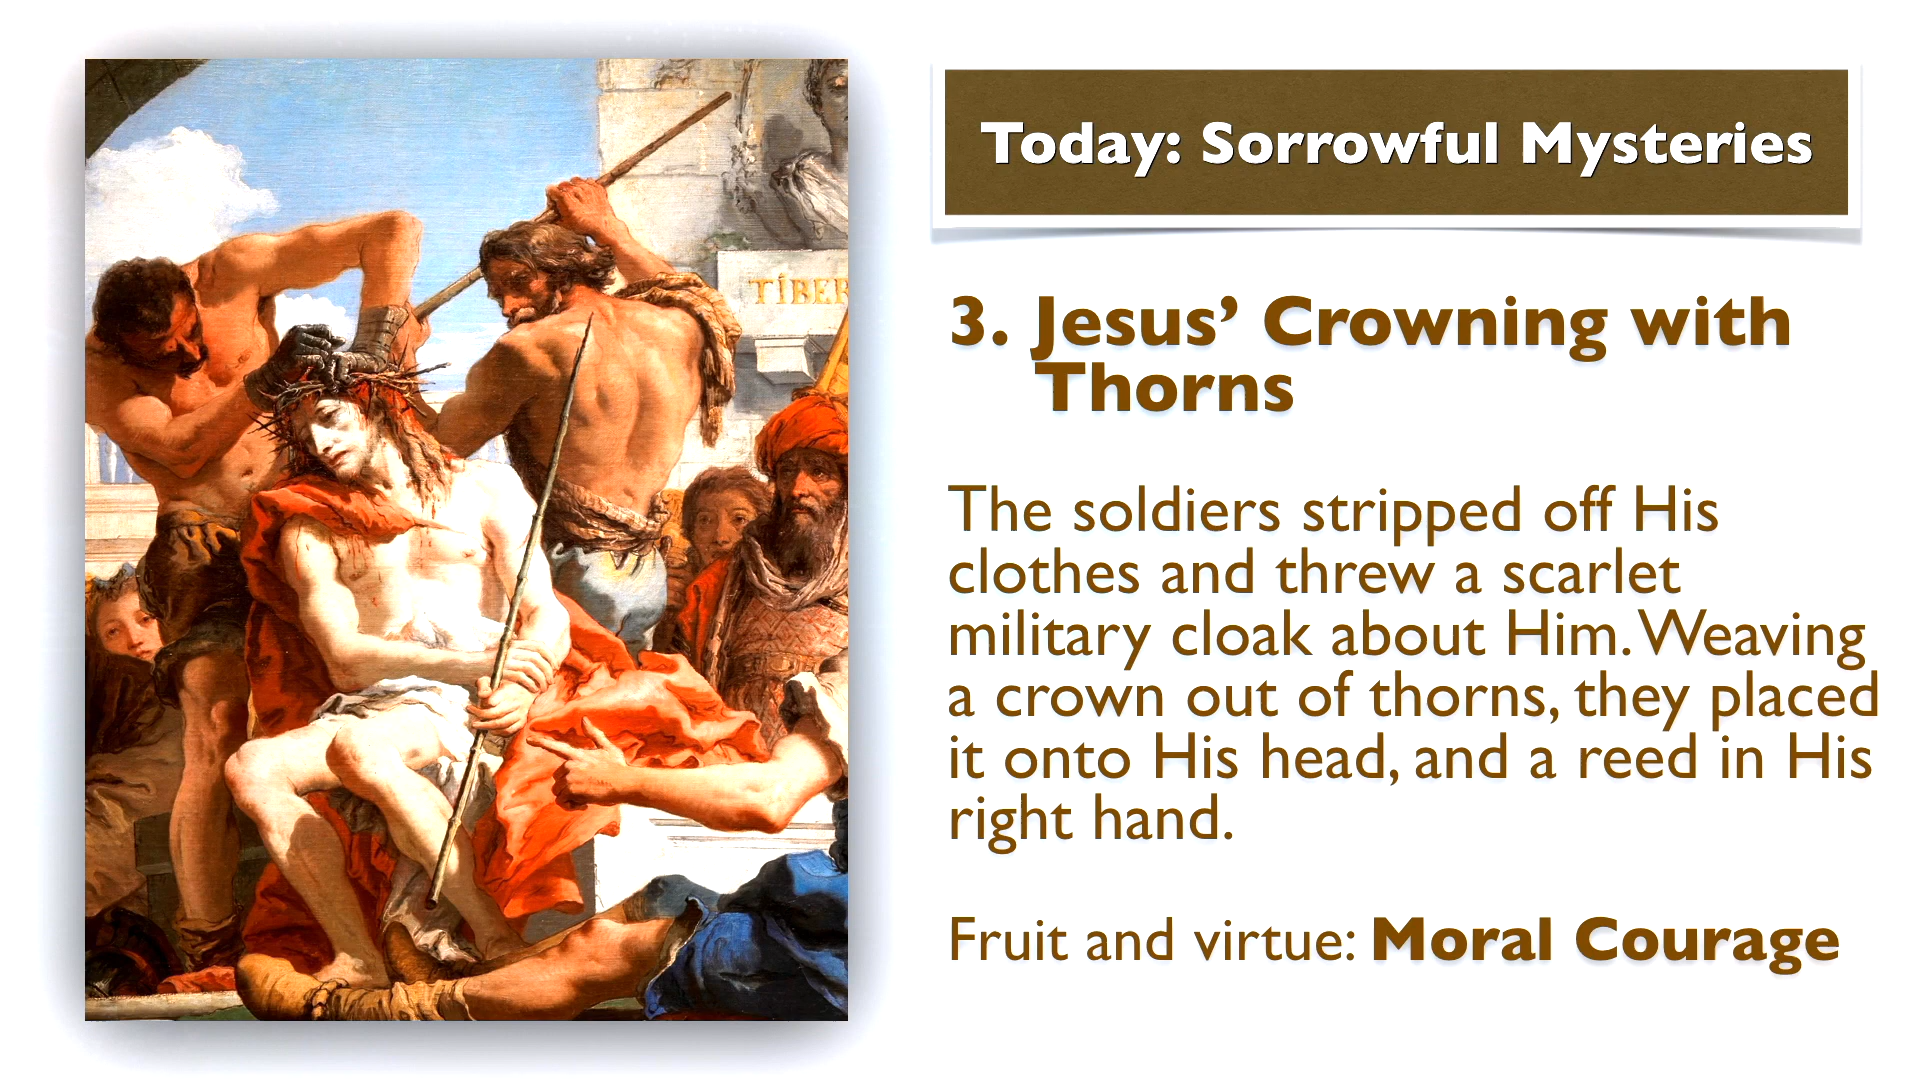 Today: Sorrowful Mysteries
TIBER
3. Jesus’ Crowning with
Thorns
The soldiers stripped off His
clothes and threw a scarlet
military cloak about Him. Weaving
a crown out of thorns, they placed
it onto His head, and a reed in His
right hand.
Fruit and virtue: Moral Courage